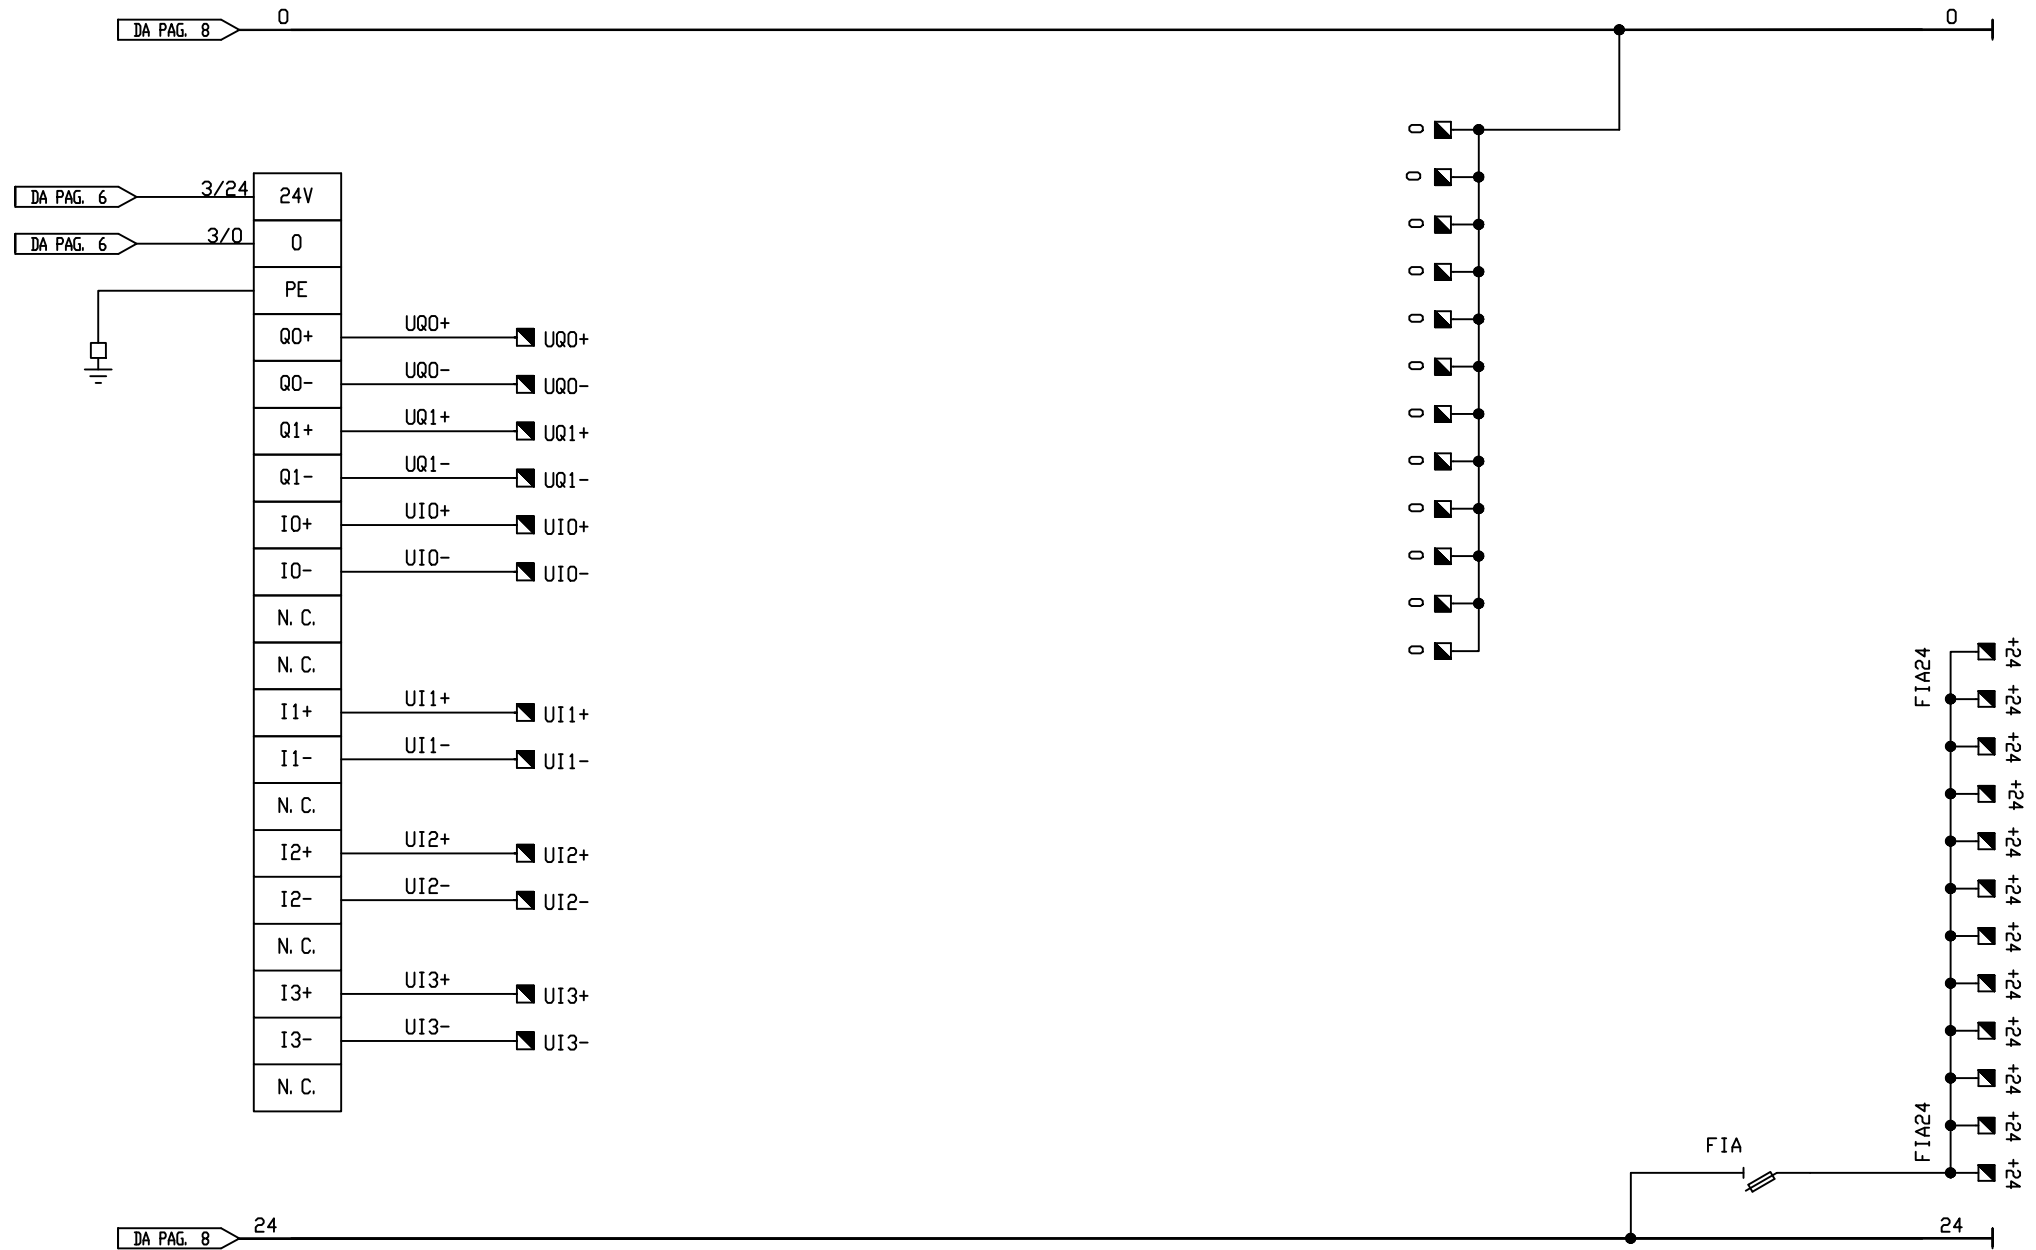 DA PAG. 8 0 0
0
0
DA PAG. 6 3/24 24V
0
DA PAG. 6 3/0 0
0
PE
UQ0+ 0
Q0+ UQ0+
UQ0- 0
Q0- UQ0-
UQ1+ 0
Q1+ UQ1+
UQ1- 0
Q1- UQ1-
UI0+ 0
I0+ UI0+
UI0- 0
I0- UI0-
N. C. 0
N. C. 0
FIA24 +24
UI1+ +24
I1+ UI1+
UI1- +24
I1- UI1-
N. C. +24
UI2+ +24
I2+ UI2+
UI2- +24
I2- UI2-
N. C. +24
UI3+ +24
I3+ UI3+
UI3- +24
I3- UI3-
N. C. +24
FIA FIA24 +24
+24
DA PAG. 8 24 24